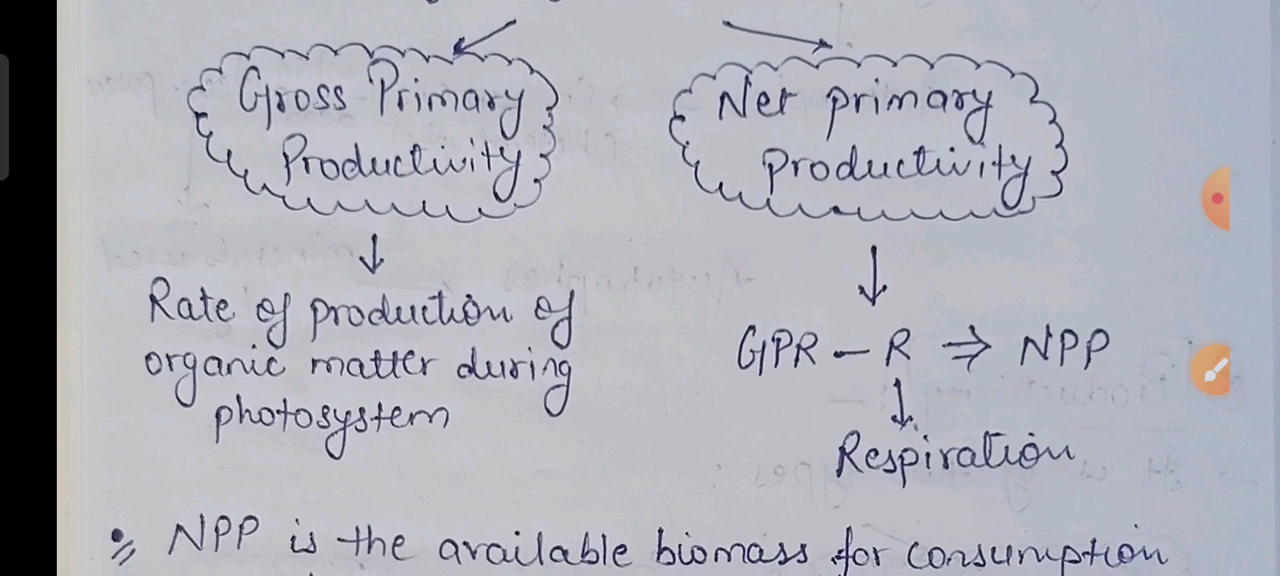 Gross Primary
Productivity
Net primary
productivity
Rate of production of
organic matter during
photosystem
GPR - R ⇒ NPP
Respiration
NPP is the available biomass for consumption